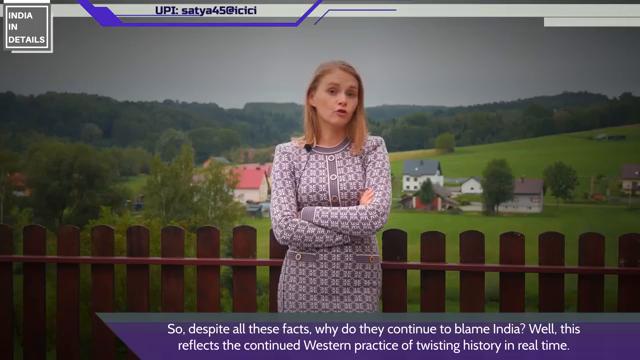 INDIA
IN
DETAILS
UPI: satya45@icici
So, despite all these facts, why do they continue to blame India? Well, this
reflects the continued Western practice of twisting history in real time.